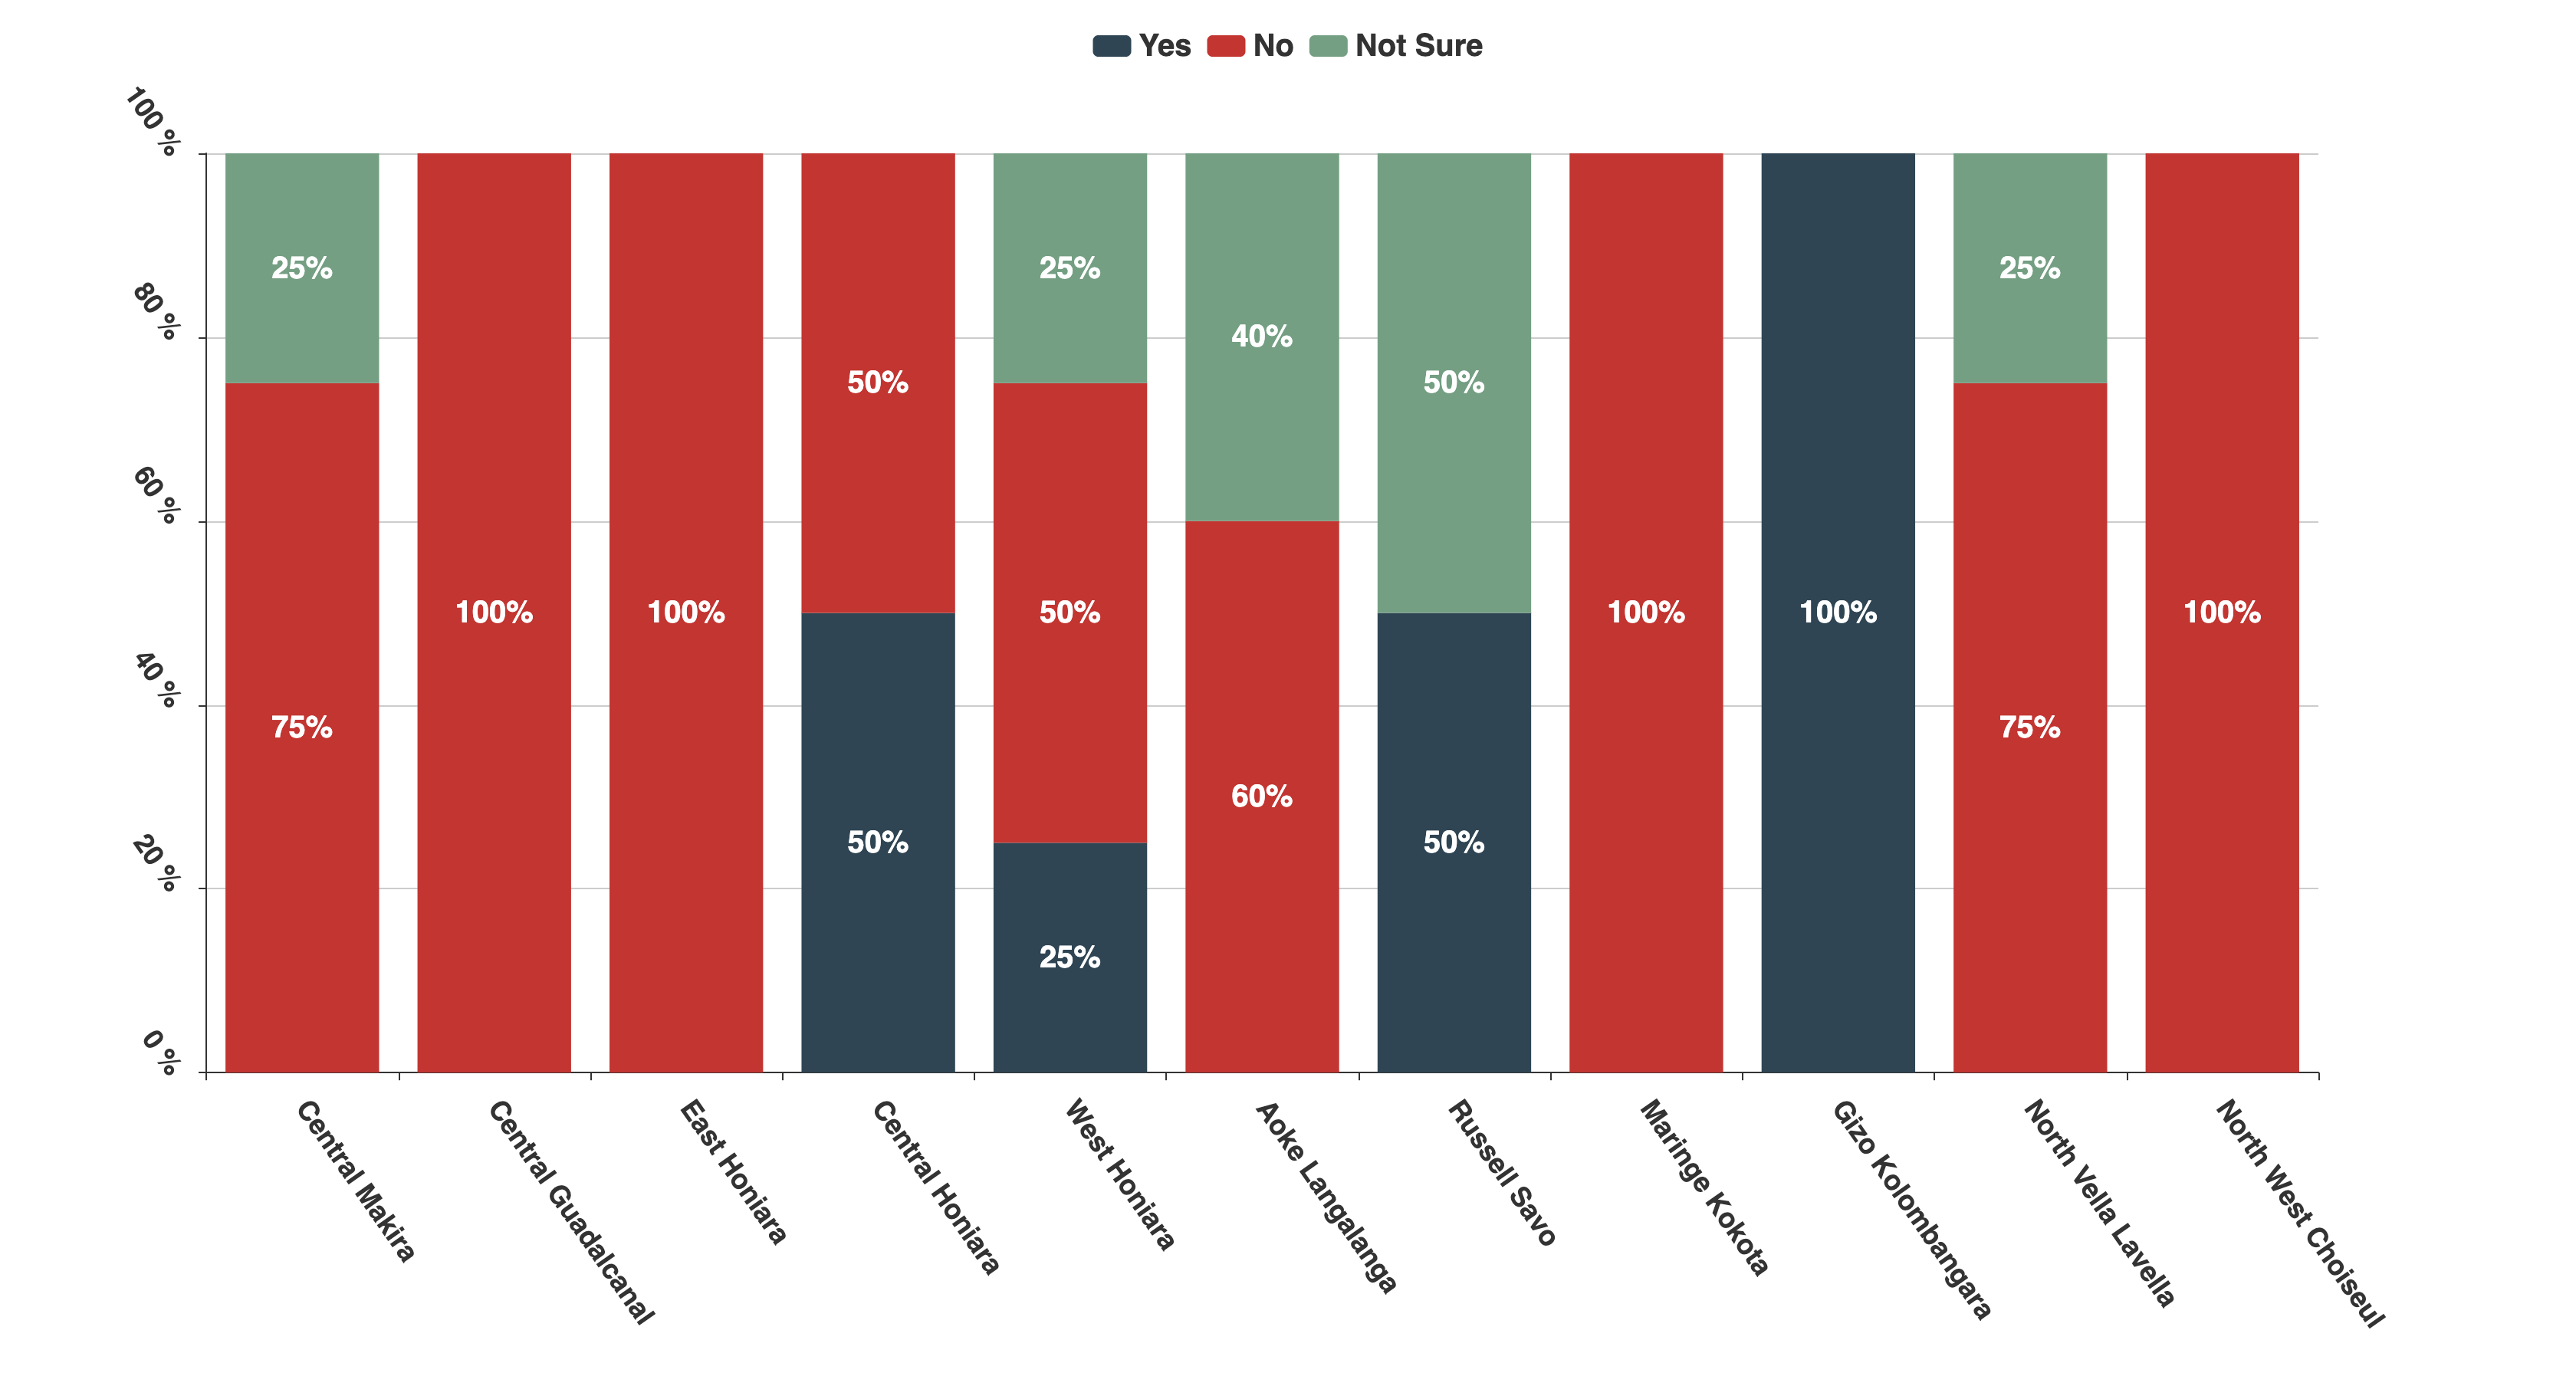 Yes No Not Sure
100 %
80 %
60 %
40 %
20 %
0 %
25% 25% 25%
40%
50% 50%
100% 100% 50% 100% 100% 100%
75% 75%
60%
50% 50%
25%
Central Makira
Central Guadalcanal
East Honiara
Central Honiara
West Honiara
Aoke Langalanga
Russell Savo
Maringe Kokota
Gizo Kolombangara
North Vella Lavella
North West Choiseul